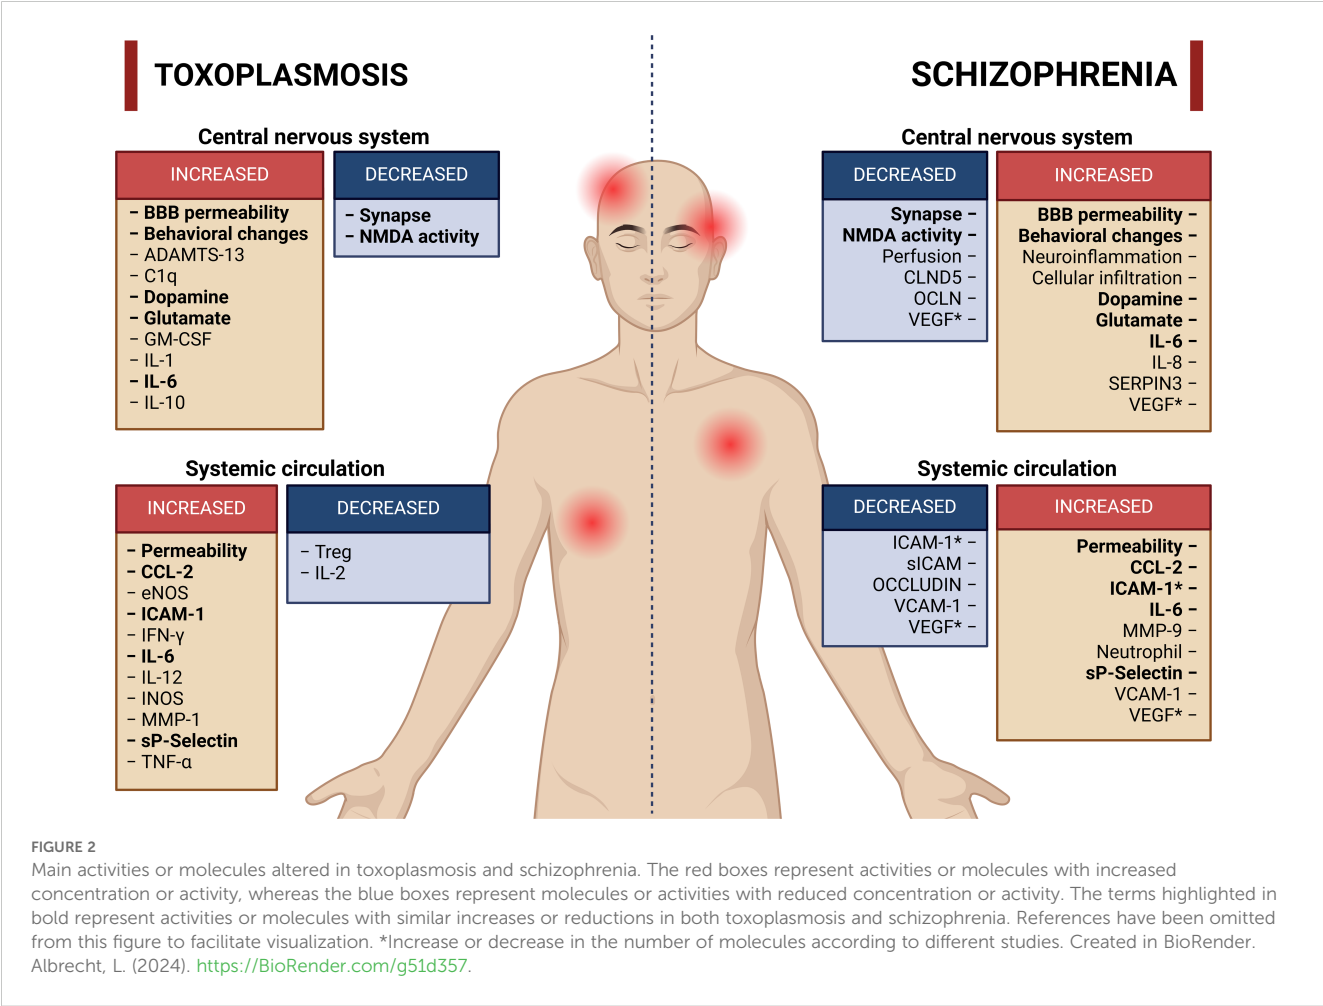 TOXOPLASMOSIS
Central nervous system
INCREASED
– BBB permeability
– Behavioral changes
– ADAMTS-13
– C1q
– Dopamine
– Glutamate
– GM-CSF
– IL-1
– IL-6
– IL-10
DECREASED
– Synapse
– NMDA activity
Systemic circulation
INCREASED
– Permeability
– CCL-2
– eNOS
– ICAM-1
– IFN-γ
– IL-6
– IL-12
– INOS
– MMP-1
– sP-Selectin
– TNF-α
DECREASED
– Treg
– IL-2
SCHIZOPHRENIA
Central nervous system
DECREASED
Synapse –
NMDA activity –
Perfusion –
CLND5 –
OCLN –
VEGF* –
INCREASED
BBB permeability –
Behavioral changes –
Neuroinflammation –
Cellular infiltration –
Dopamine –
Glutamate –
IL-6 –
IL-8 –
SERPIN3 –
VEGF* –
Systemic circulation
DECREASED
ICAM-1* –
sICAM –
OCCLUDIN –
VCAM-1 –
VEGF* –
INCREASED
Permeability –
CCL-2 –
ICAM-1* –
IL-6 –
MMP-9 –
Neutrophil –
sP-Selectin –
VCAM-1 –
VEGF* –
FIGURE 2
Main activities or molecules altered in toxoplasmosis and schizophrenia. The red boxes represent activities or molecules with increased
concentration or activity, whereas the blue boxes represent molecules or activities with reduced concentration or activity. The terms highlighted in
bold represent activities or molecules with similar increases or reductions in both toxoplasmosis and schizophrenia. References have been omitted
from this figure to facilitate visualization. *Increase or decrease in the number of molecules according to different studies. Created in BioRender.
Albrecht, L. (2024). https://BioRender.com/g51d357.